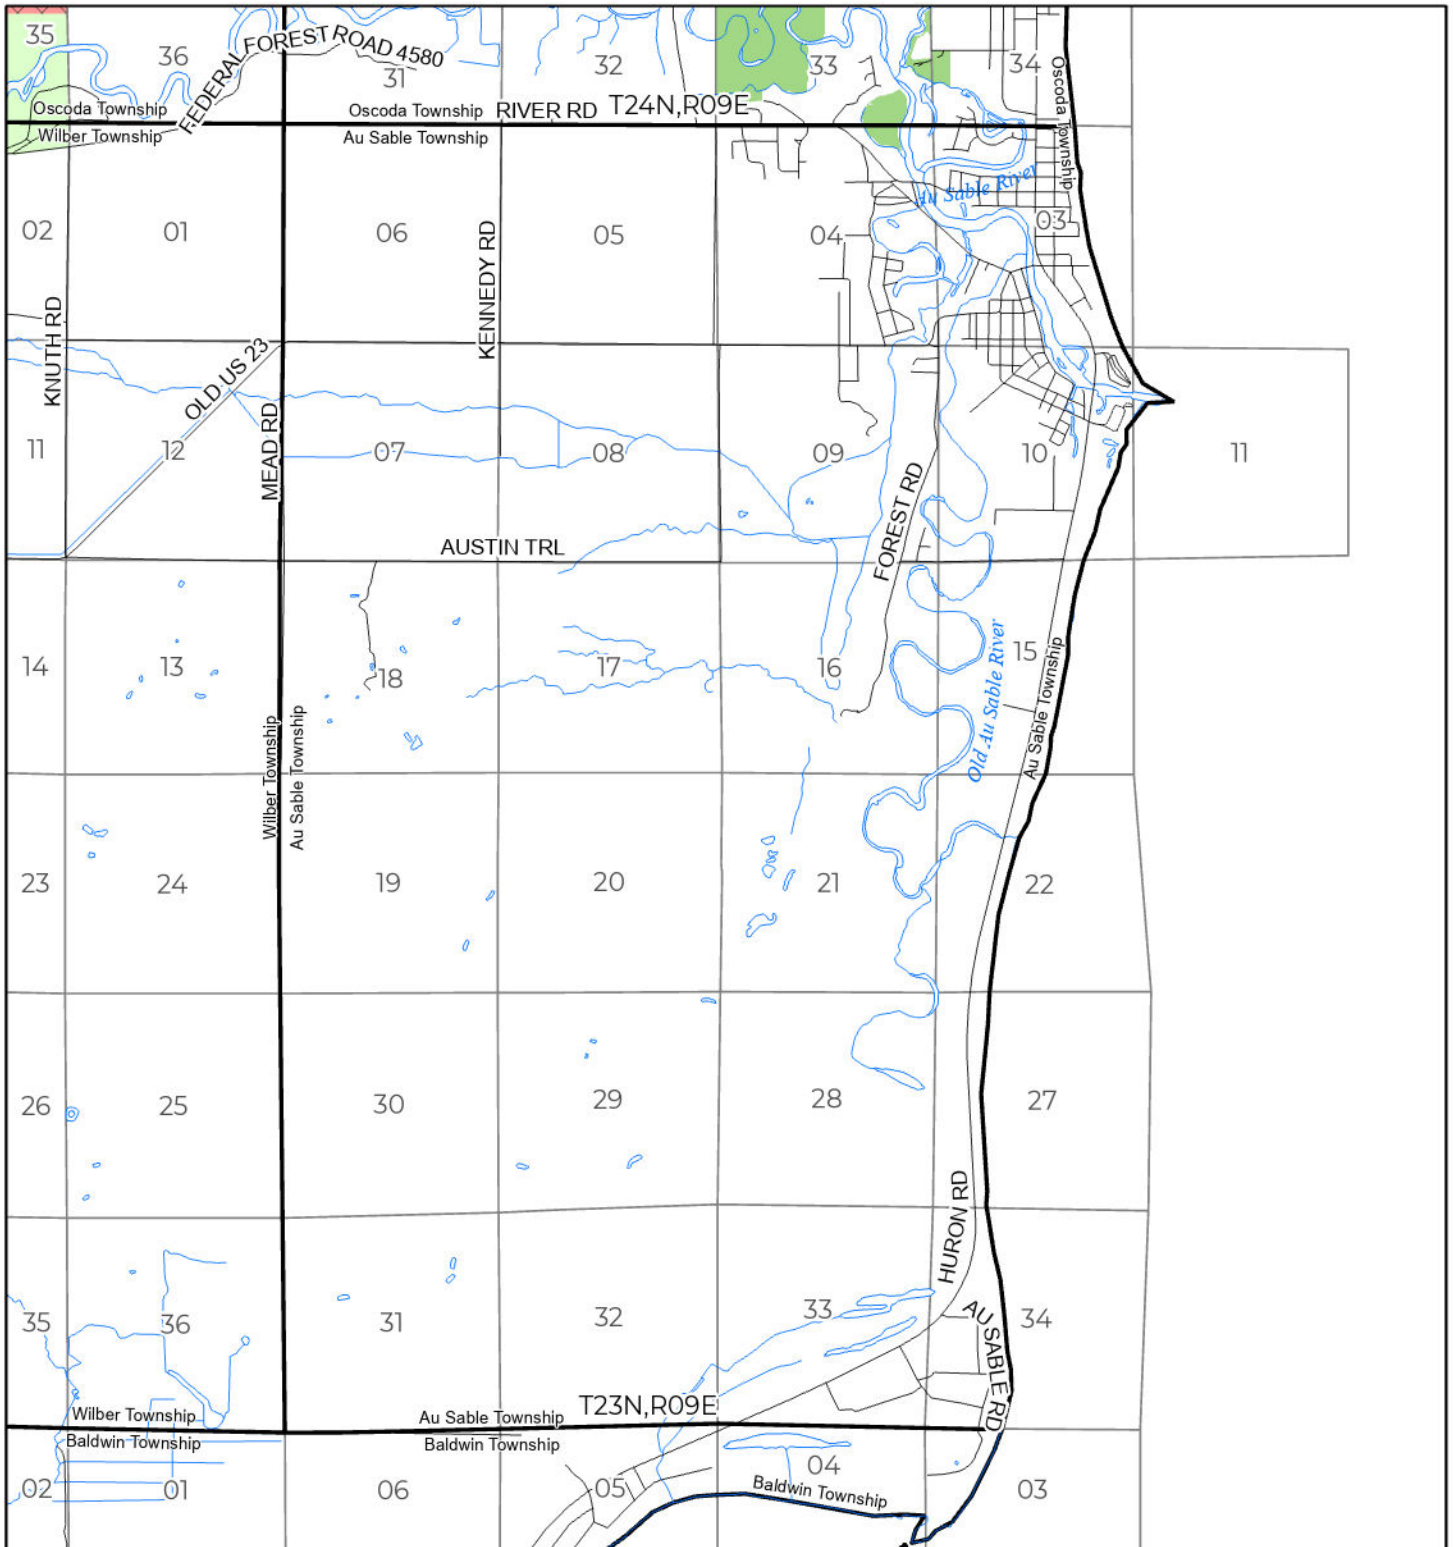 35
36
FEDERAL FOREST ROAD 4580
31
32
33
34
Oscoda Township
Oscoda Township
Oscoda Township
RIVER RD
T24N,R09E
Wilber Township
Au Sable Township
Au Sable River
02
01
06
KENNEDY RD
05
04
03
KNUTH RD
OLD US 23
MEAD RD
11
12
07
08
09
10
11
FOREST RD
AUSTIN TRL
14
13
18
17
16
15
Old Au Sable River
Au Sable Township
Wilber Township
Au Sable Township
23
24
19
20
21
22
26
25
30
29
28
27
HURON RD
35
36
31
32
33
34
AU SABLE RD
Wilber Township
Au Sable Township
T23N,R09E
Baldwin Township
Baldwin Township
02
01
06
05
04
03
Baldwin Township